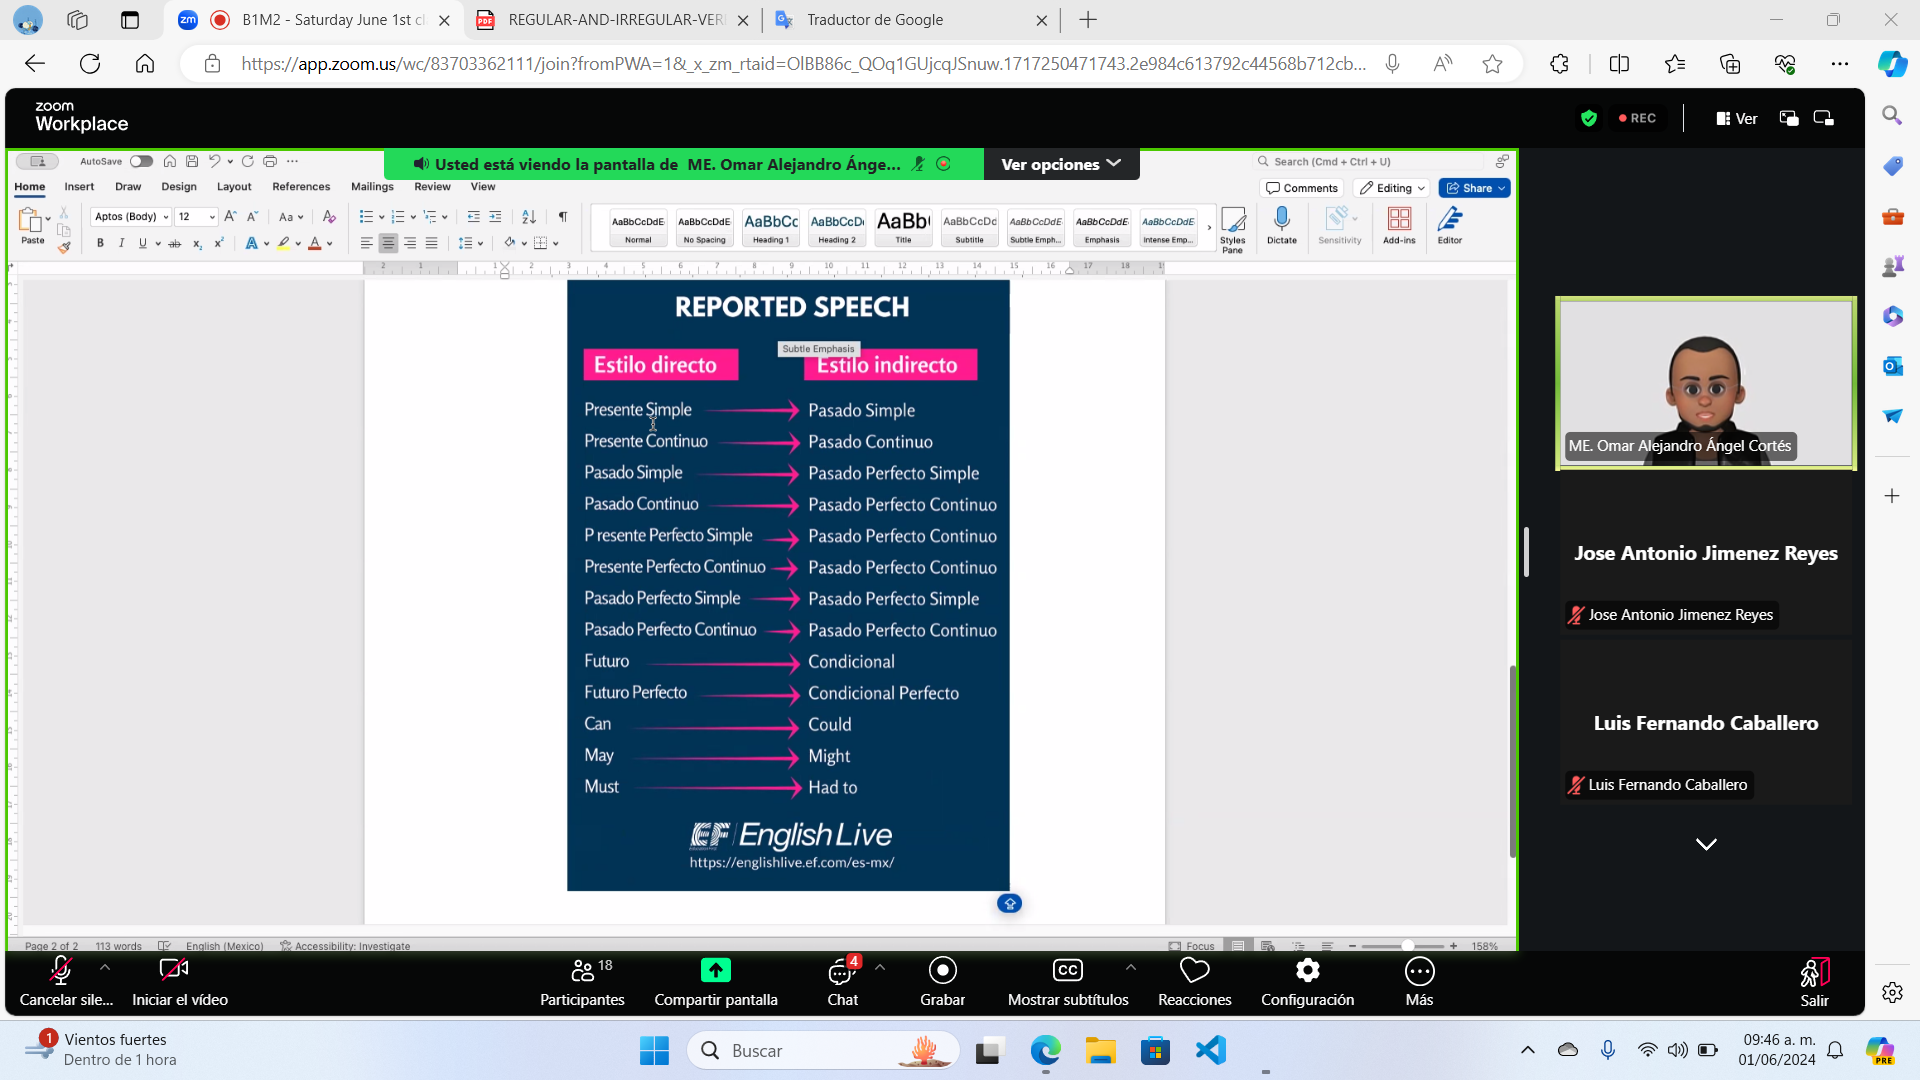 B1M2 - Saturday June 1st cl
REGULAR-AND-IRREGULAR-VER
Traductor de Google
https://app.zoom.us/wc/83703362111/join?fromPWA=1&_x_zm_rtaid=OlBB86c_QOq1GUjcqJSnuw.1717250471743.2e984c613792c44568b712cb...
zoom
Workplace
REC
Ver
AutoSave
Usted está viendo la pantalla de ME. Omar Alejandro Ánge...
Ver opciones
Search (Cmd + Ctrl + U)
Home Insert Draw Design Layout References Mailings Review View
Comments Editing Share
Paste
Aptos (Body) 12
AaBbCcDdE Normal
AaBbCcDdE No Spacing
AaBbCc Heading 1
AaBbCcD Heading 2
AaBb Title
AaBbCcDd Subtitle
AaBbCcDdE Subtle Emph...
AaBbCcDdE Emphasis
AaBbCcDdE Intense Emp...
Styles Pane
Dictate
Sensitivity
Add-ins
Editor
REPORTED SPEECH
Subtle Emphasis
Estilo directo Estilo indirecto
Presente Simple Pasado Simple
Presente Continuo Pasado Continuo
Pasado Simple Pasado Perfecto Simple
Pasado Continuo Pasado Perfecto Continuo
P resente Perfecto Simple Pasado Perfecto Continuo
Presente Perfecto Continuo Pasado Perfecto Continuo
Pasado Perfecto Simple Pasado Perfecto Simple
Pasado Perfecto Continuo Pasado Perfecto Continuo
Futuro Condicional
Futuro Perfecto Condicional Perfecto
Can Could
May Might
Must Had to
EF English Live
https://englishlive.ef.com/es-mx/
ME. Omar Alejandro Ángel Cortés
Jose Antonio Jimenez Reyes
Jose Antonio Jimenez Reyes
Luis Fernando Caballero
Luis Fernando Caballero
Page 2 of 2 113 words English (Mexico) Accessibility: Investigate
Focus 158%
Cancelar sile...
Iniciar el vídeo
18
Participantes
Compartir pantalla
4
Chat
Grabar
CC
Mostrar subtítulos
Reacciones
Configuración
Más
Salir
1
Vientos fuertes
Dentro de 1 hora
Buscar
09:46 a. m.
01/06/2024
PRE